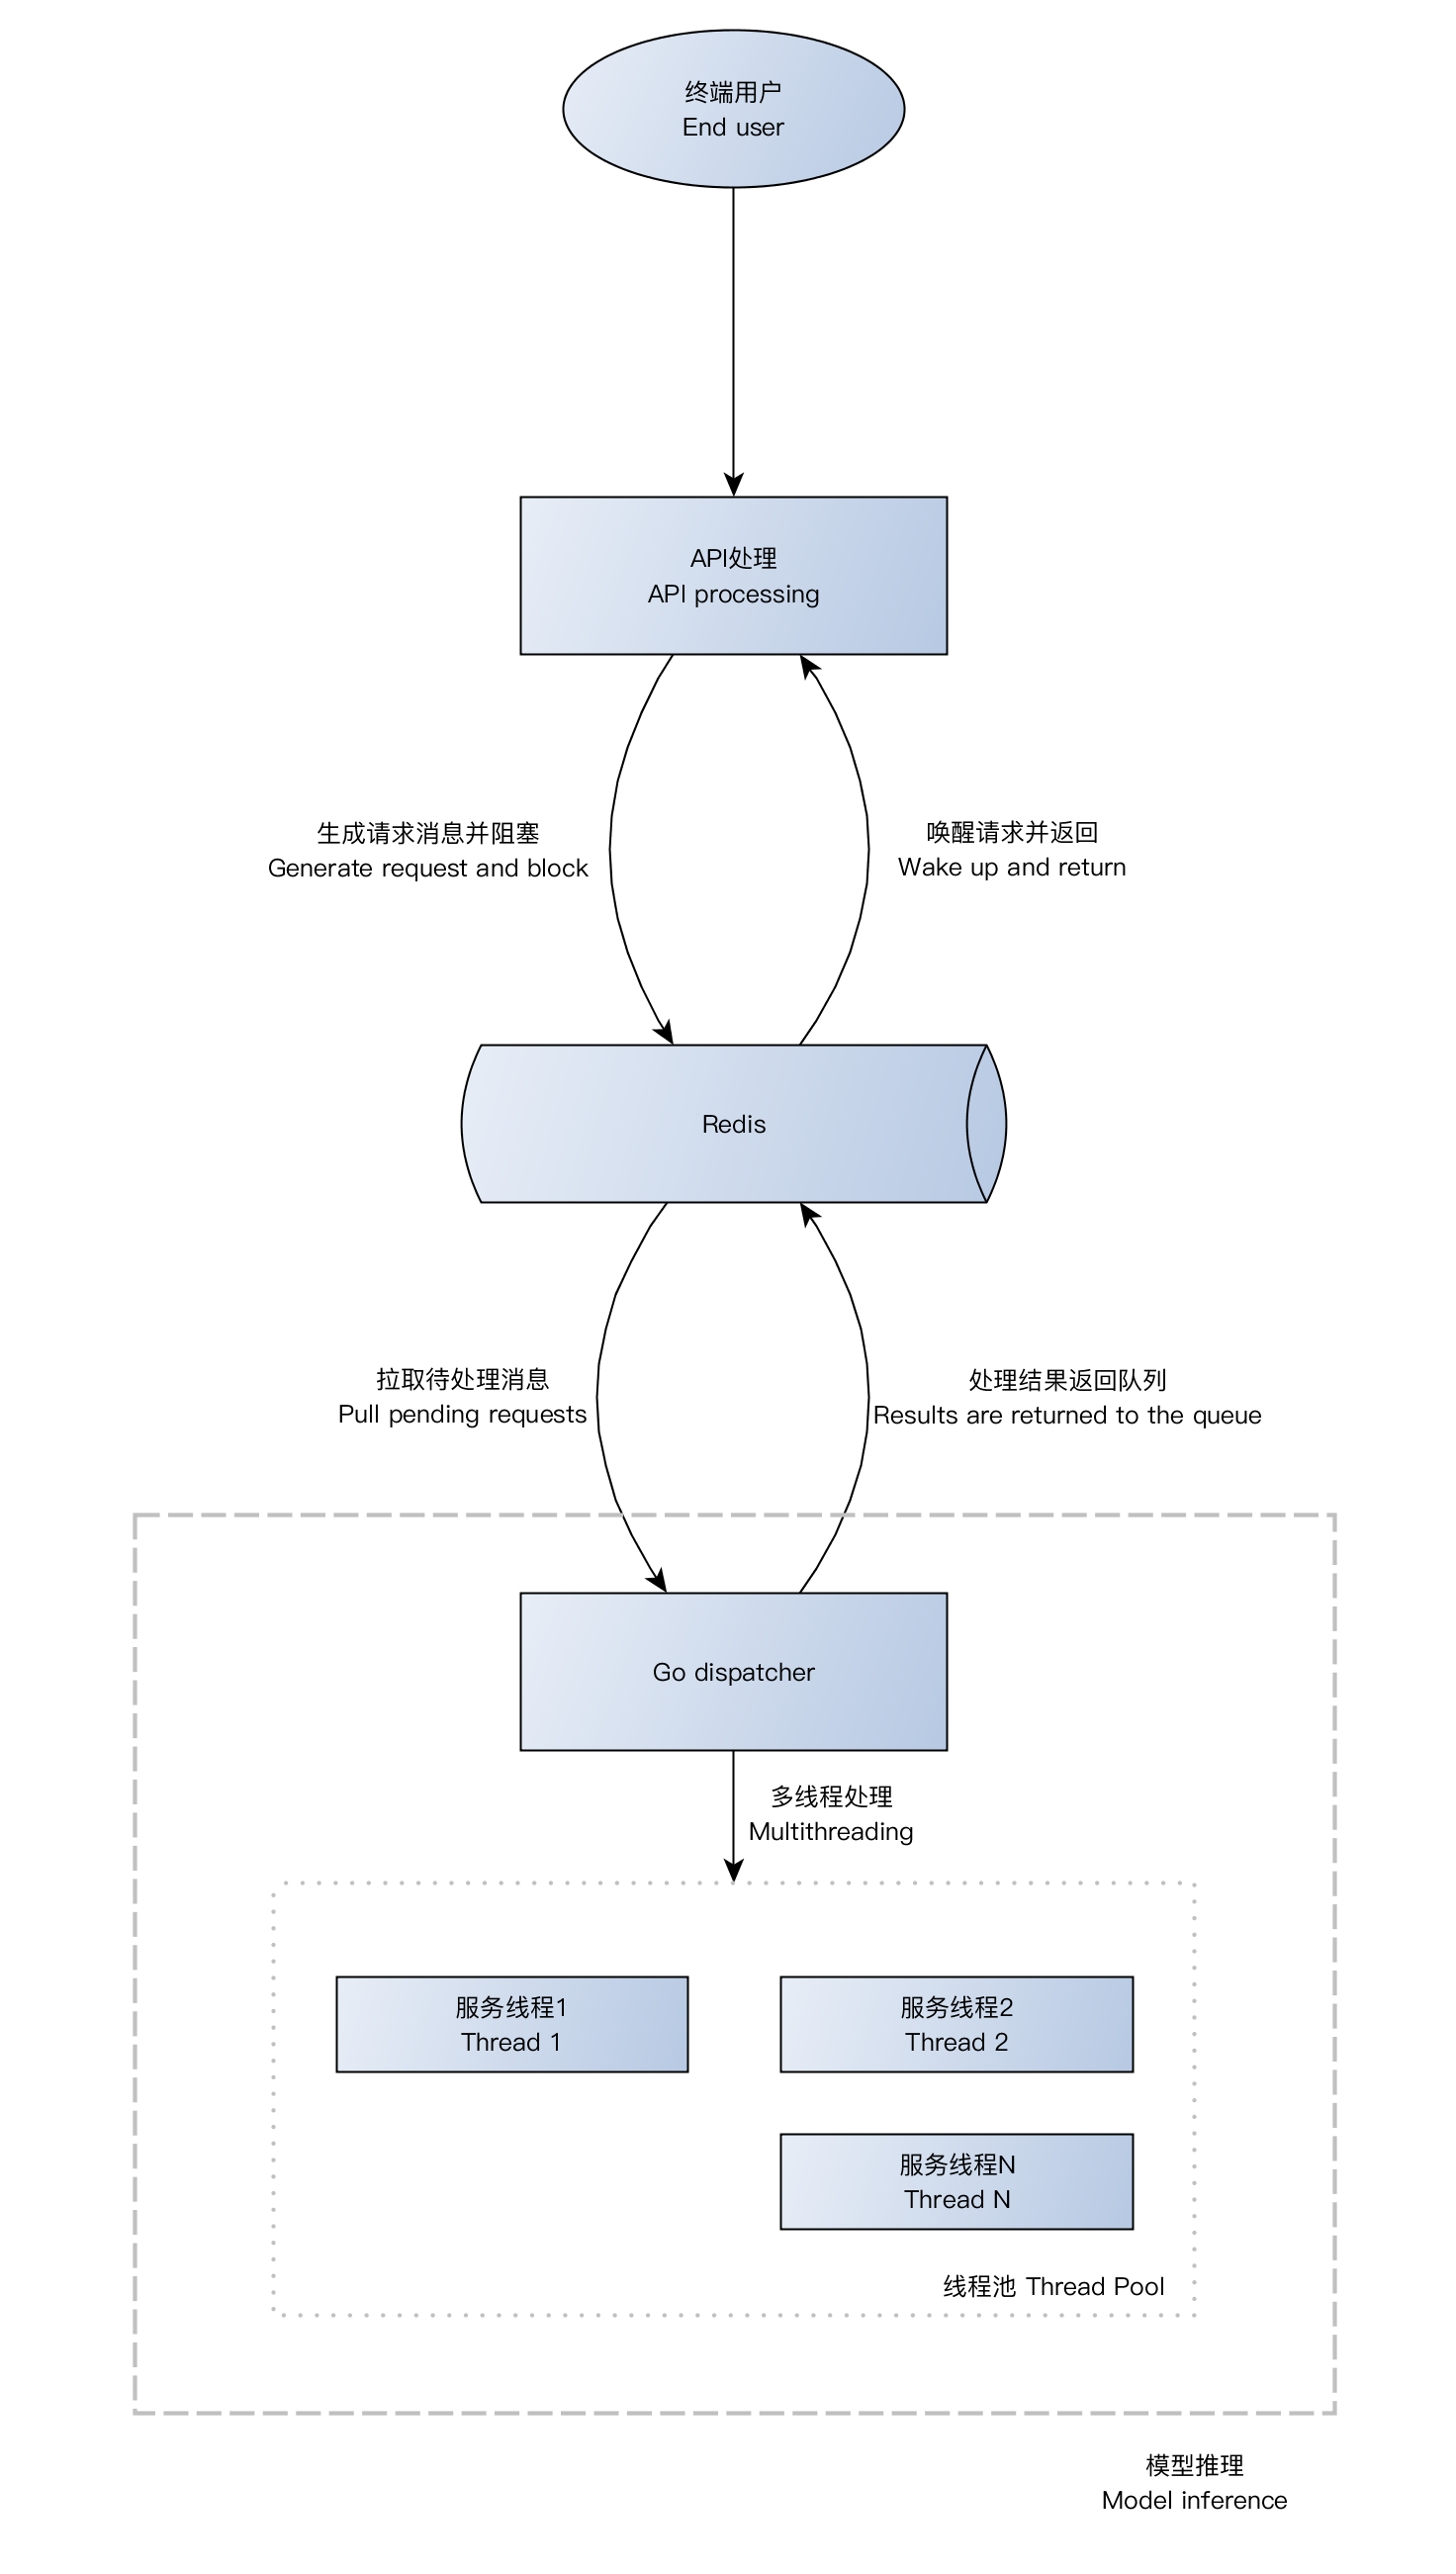 终端用户
End user
API处理
API processing
生成请求消息并阻塞
Generate request and block
唤醒请求并返回
Wake up and return
Redis
拉取待处理消息
Pull pending requests
处理结果返回队列
Results are returned to the queue
Go dispatcher
多线程处理
Multithreading
服务线程1
Thread 1
服务线程2
Thread 2
服务线程N
Thread N
线程池 Thread Pool
模型推理
Model inference